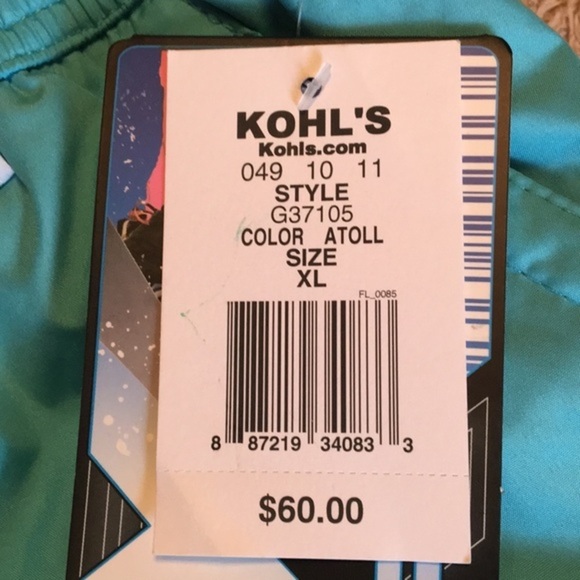 KOHL'S
Kohls.com
049 10 11
STYLE
G37105
COLOR ATOLL
SIZE
XL
FL_0085
8 87219 34083 3
$60.00